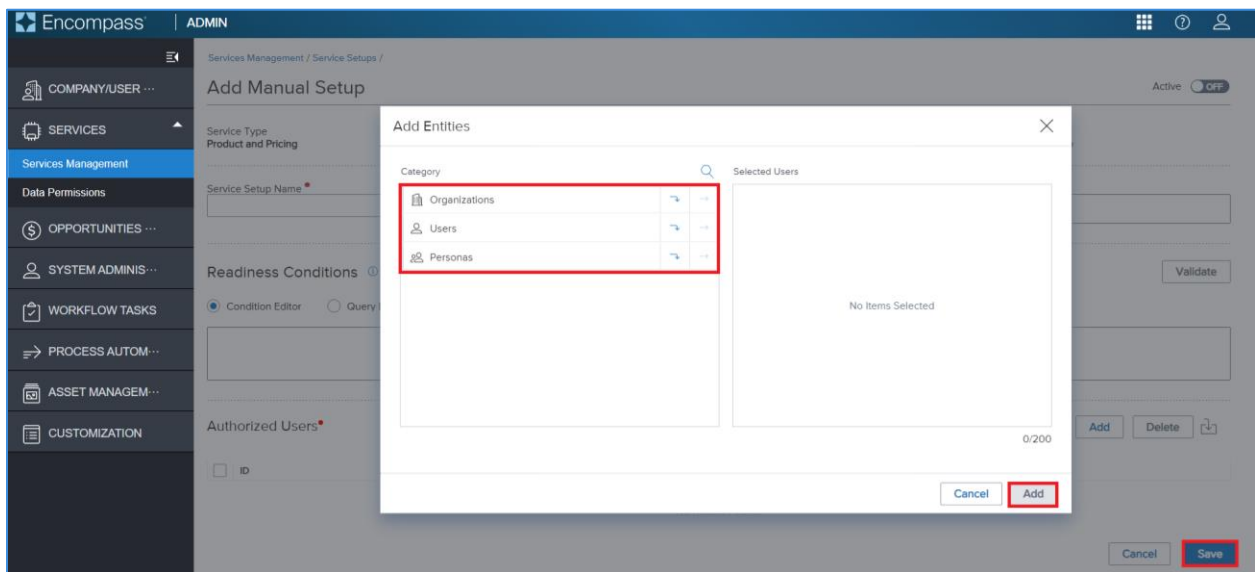 Encompass | ADMIN
Services Management / Service Setups /
COMPANY/USER ...
Add Manual Setup
Active OFF
SERVICES
Add Entities
Service Type
Product and Pricing
Services Management
Category
Selected Users
Data Permissions
Service Setup Name *
Organizations
Users
OPPORTUNITIES ...
Personas
SYSTEM ADMINIS...
Readiness Conditions
Validate
WORKFLOW TASKS
Condition Editor
Query
No Items Selected
PROCESS AUTOM...
ASSET MANAGEM...
CUSTOMIZATION
Authorized Users*
Add
Delete
0/200
ID
Cancel
Add
Cancel
Save